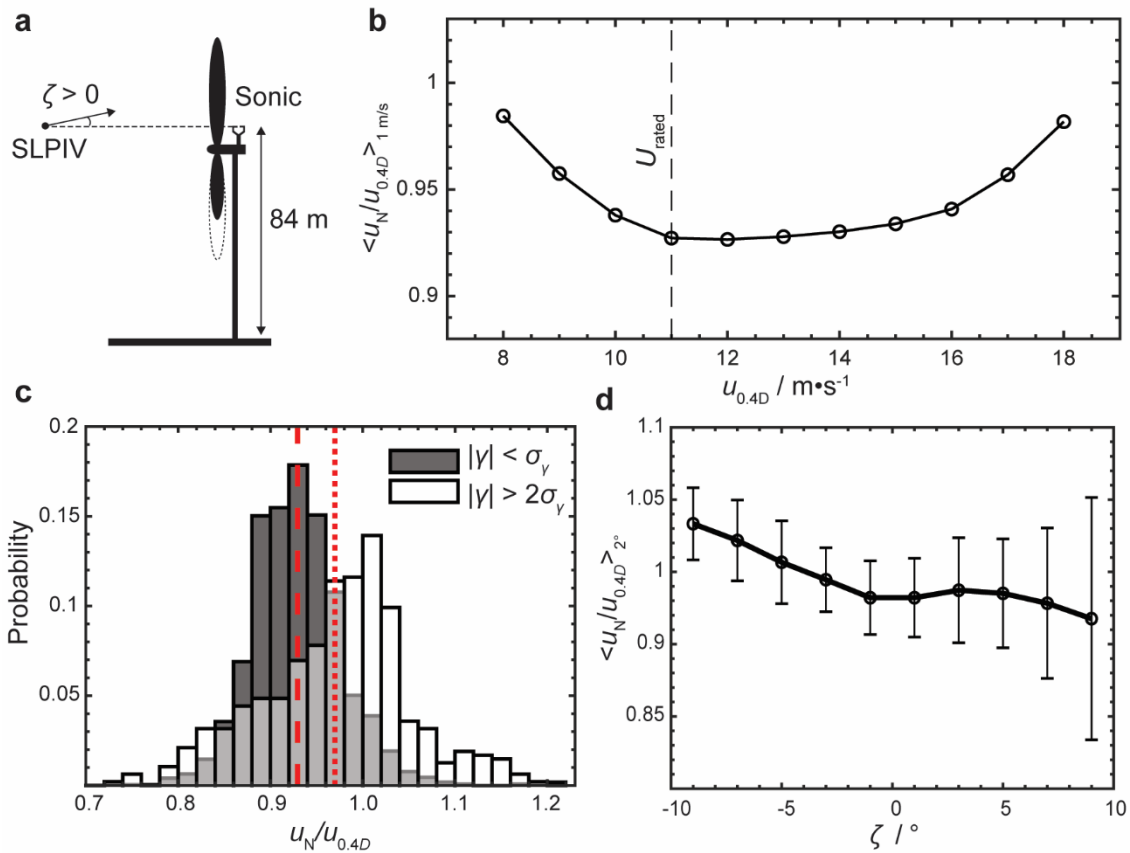 a
ζ > 0
Sonic
SLPIV
84 m
b
<u_N/u_0.4D>_1 m/s
1
0.95
0.9
U_rated
8 10 12 14 16 18
u_0.4D / m•s⁻¹
c
Probability
0.2
0.15
0.1
0.05
|γ| < σ_γ
|γ| > 2σ_γ
0.7 0.8 0.9 1.0 1.1 1.2
u_N/u_0.4D
d
<u_N/u_0.4D>_2°
1.1
1.05
1
0.9
0.85
-10 -5 0 5 10
ζ / °